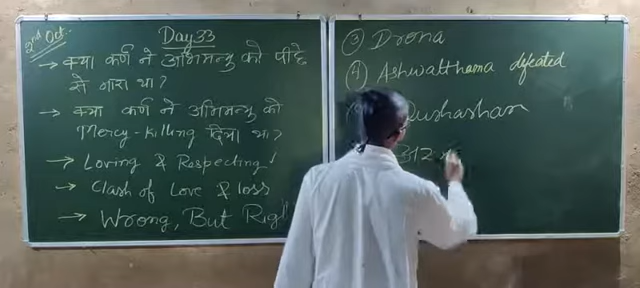 2nd Oct.
Day 33
→ क्या कर्ण ने अभिमन्यु को पीछे
से मारा था?
→ क्या कर्ण ने अभिमन्यु को
Mercy-Killing दिया था?
→ Loving & Respecting
→ Clash of Love & loss
→ Wrong, But Right
③ Drona
④ Ashwatthama defeated
Dushashan